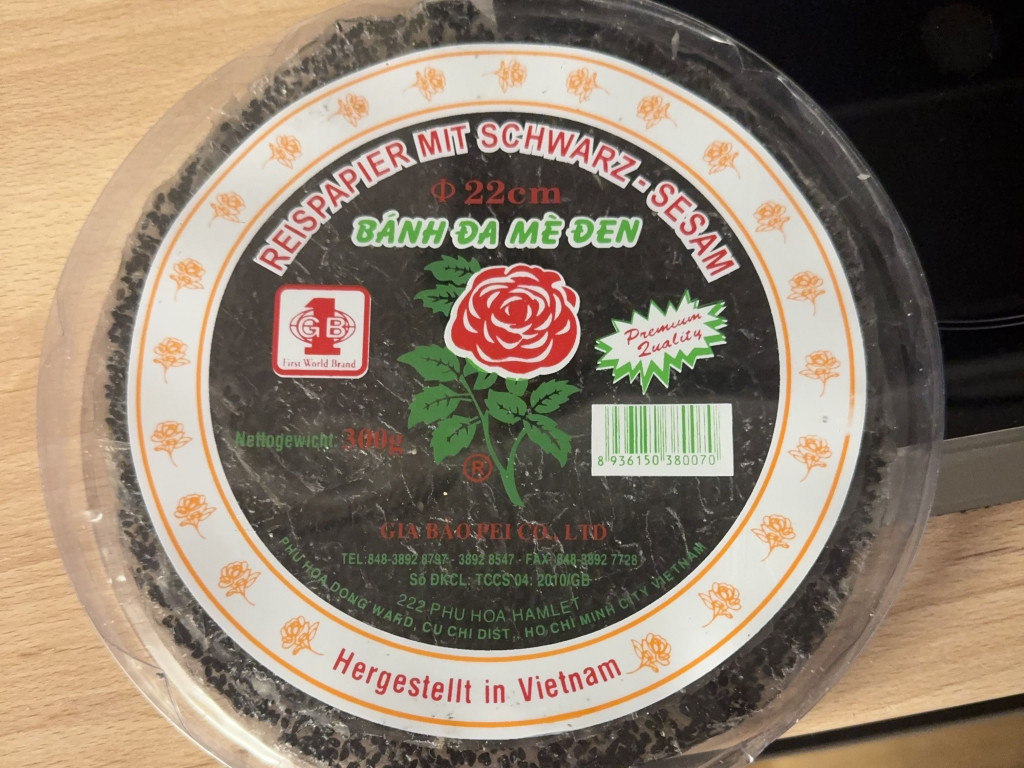 REISPAPIER MIT SCHWARZ - SESAM
Φ 22cm
BÁNH ĐA MÈ ĐEN
1
GB
First World Brand
Premium
Quality
Nettogewicht: 300g
8 936150 380070
®
GIA BAO PEI CO., LTD
TEL:848-3892 8797 - 3892 8547 - FAX: 848-3892 7728
Số ĐKCL: TCCS 04: 2010/GB
222 PHU HOA HAMLET
PHU HOA DONG WARD, CU CHI DIST., HO CHI MINH CITY VIETNAM
Hergestellt in Vietnam